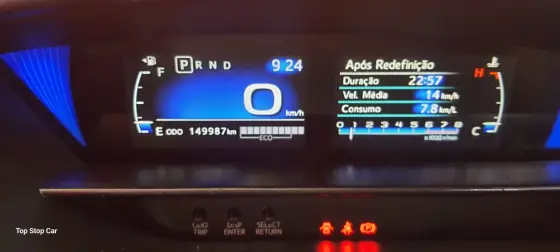 F P R N D 9 24
0
km/h
E ODO 149987 km
ECO
Após Redefinição
Duração 22:57
Vel. Média 14 km/h
Consumo 7.8 km/L
H
0 1 2 3 4 5 6 7 8
x1000r/min
C
TRIP
DISP ENTER
SELECT RETURN
Top Stop Car